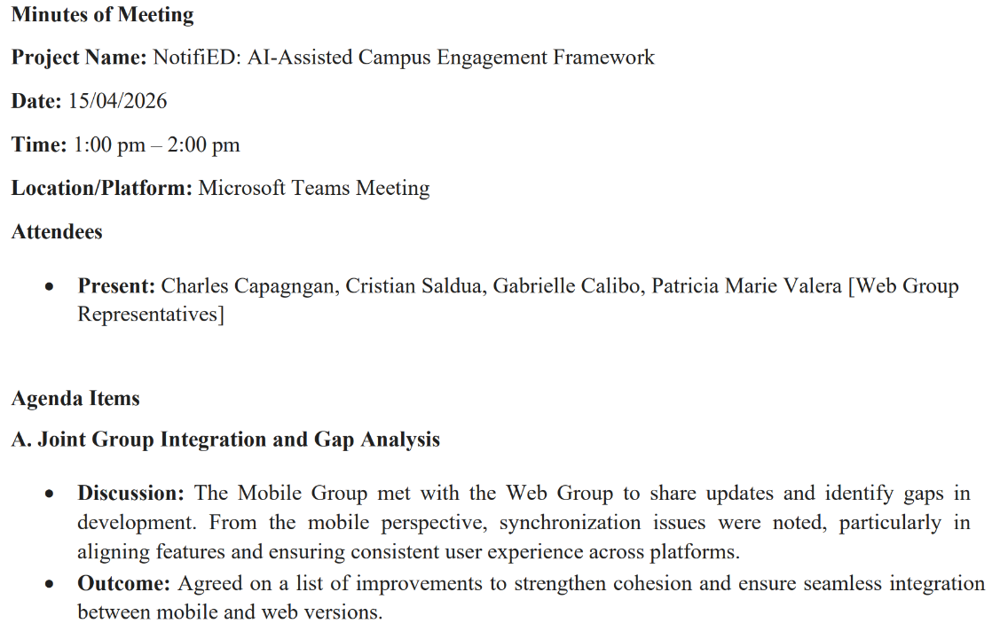 Minutes of Meeting
Project Name: NotifiED: AI-Assisted Campus Engagement Framework
Date: 15/04/2026
Time: 1:00 pm – 2:00 pm
Location/Platform: Microsoft Teams Meeting
Attendees
• Present: Charles Capagngan, Cristian Saldua, Gabrielle Calibo, Patricia Marie Valera [Web Group
Representatives]
Agenda Items
A. Joint Group Integration and Gap Analysis
• Discussion: The Mobile Group met with the Web Group to share updates and identify gaps in
development. From the mobile perspective, synchronization issues were noted, particularly in
aligning features and ensuring consistent user experience across platforms.
• Outcome: Agreed on a list of improvements to strengthen cohesion and ensure seamless integration
between mobile and web versions.